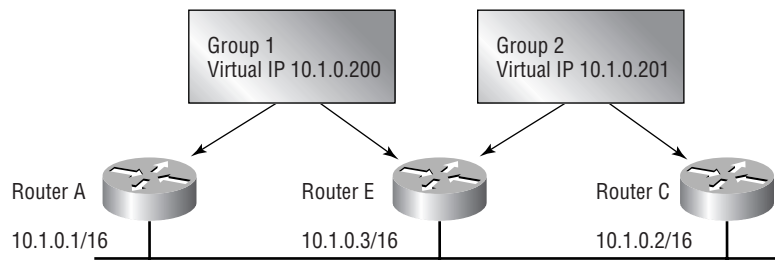 Group 1
Virtual IP 10.1.0.200
Group 2
Virtual IP 10.1.0.201
Router A
Router E
Router C
10.1.0.1/16
10.1.0.3/16
10.1.0.2/16